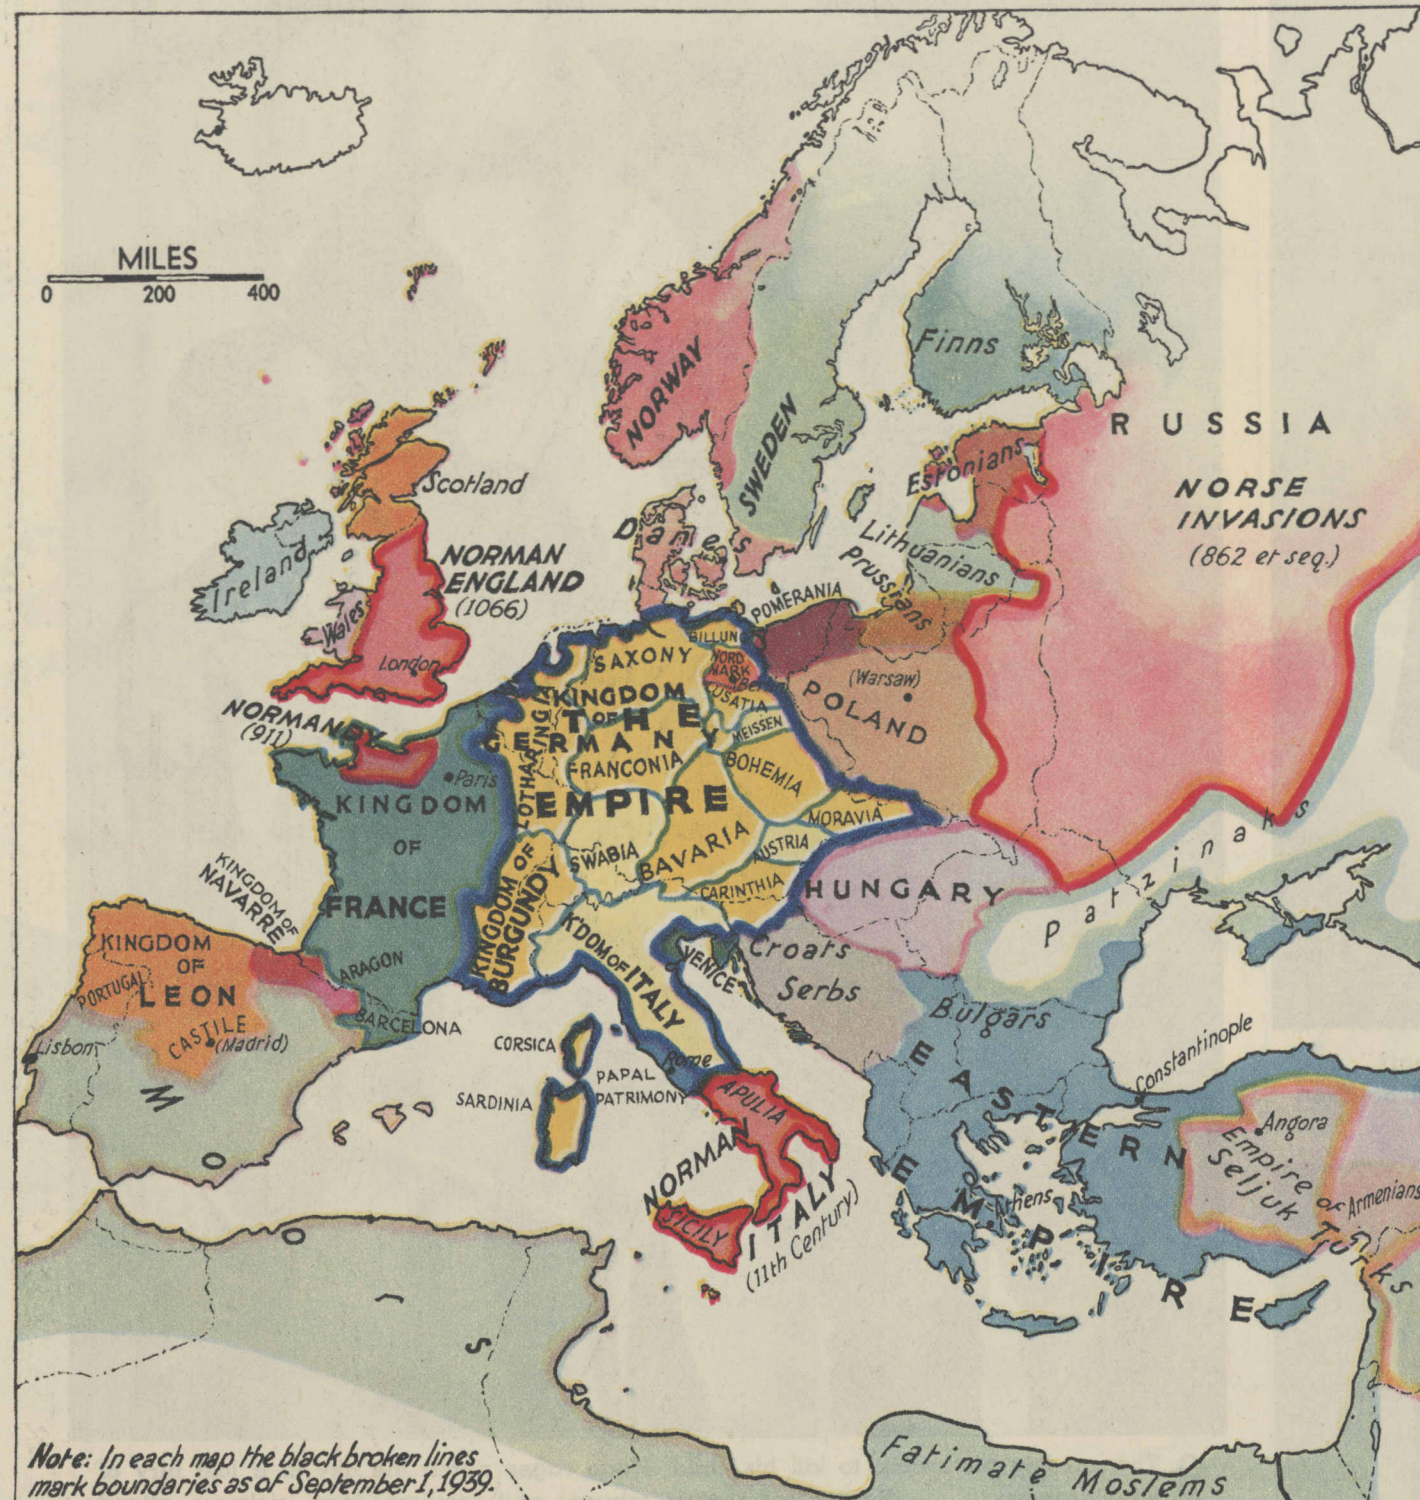 MILES
0 200 400
NORWAY
SWEDEN
Finns
RUSSIA
NORSE
INVASIONS
(862 et seq.)
Estonians
Lithuanians
Prussians
Scotland
Ireland
Wales
NORMAN
ENGLAND
(1066)
London
Danes
POMERANIA
BILLUNG
SAXONY
NORD
MARK
Berlin
LUSATIA
MEISSEN
(Warsaw)
POLAND
KINGDOM
OF
GERMANY
THE
EMPIRE
LOTHARINGIA
FRANCONIA
BOHEMIA
MORAVIA
SWABIA
BAVARIA
AUSTRIA
CARINTHIA
HUNGARY
NORMANDY
(911)
Paris
KINGDOM
OF
FRANCE
KINGDOM OF
BURGUNDY
K'DOM OF ITALY
VENICE
Croats
Serbs
Bulgars
Patzinaks
KINGDOM OF
NAVARRE
KINGDOM
OF
LEON
PORTUGAL
CASTILE
(Madrid)
Lisbon
ARAGON
BARCELONA
CORSICA
SARDINIA
PAPAL
PATRIMONY
Rome
APULIA
NORMAN
ITALY
(11th Century)
SICILY
EASTERN
EMPIRE
Constantinople
Athens
Angora
Empire of
Seljuk Turks
Armenians
MOORS
Fatimate Moslems
Note: In each map the black broken lines
mark boundaries as of September 1, 1939.